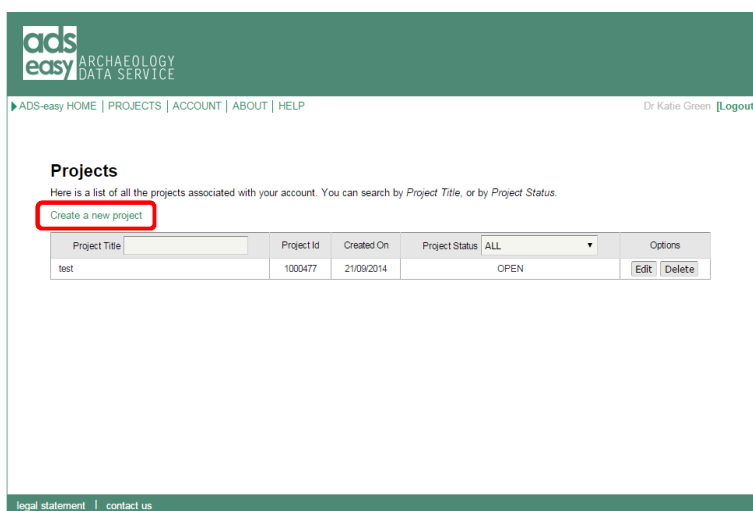 ads
easy ARCHAEOLOGY
DATA SERVICE
ADS-easy HOME | PROJECTS | ACCOUNT | ABOUT | HELP Dr Katie Green [Logout
Projects
Here is a list of all the projects associated with your account. You can search by Project Title, or by Project Status.
Create a new project
Project Title Project Id Created On Project Status ALL Options
test 1000477 21/09/2014 OPEN Edit Delete
legal statement | contact us